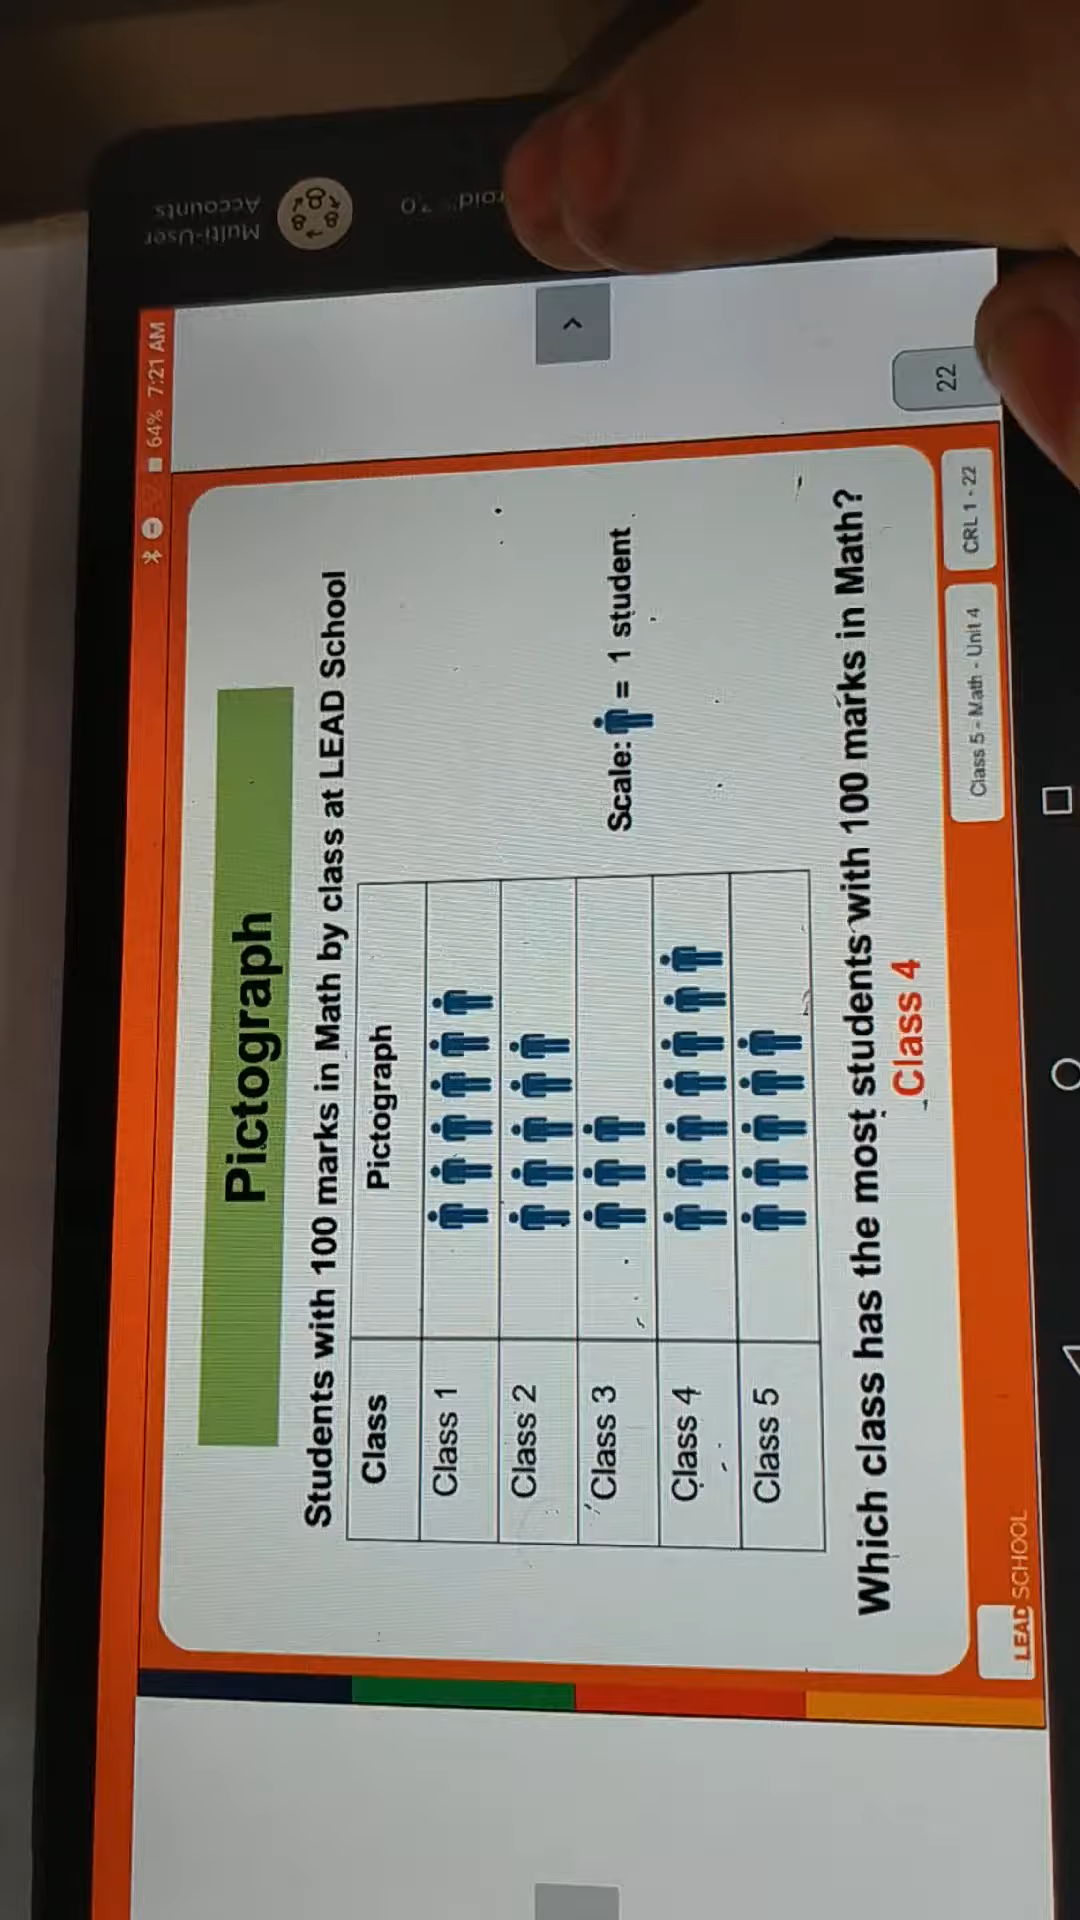 Multi-User
Accounts
7.0
64% 7:21 AM
Pictograph
Students with 100 marks in Math by class at LEAD School
Class Pictograph
Class 1
Class 2
Class 3
Class 4
Class 5
Scale: = 1 student
Which class has the most students with 100 marks in Math?
Class 4
LEAD SCHOOL
Class 5 - Math - Unit 4
CRL 1 - 22
22